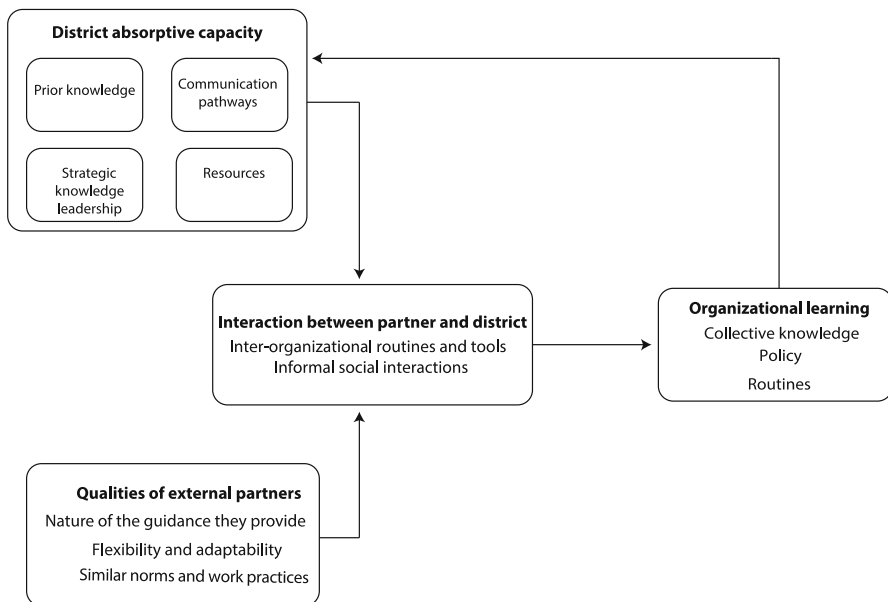 District absorptive capacity
Prior knowledge
Communication
pathways
Strategic
knowledge
leadership
Resources
Interaction between partner and district
Inter-organizational routines and tools
Informal social interactions
Organizational learning
Collective knowledge
Policy
Routines
Qualities of external partners
Nature of the guidance they provide
Flexibility and adaptability
Similar norms and work practices